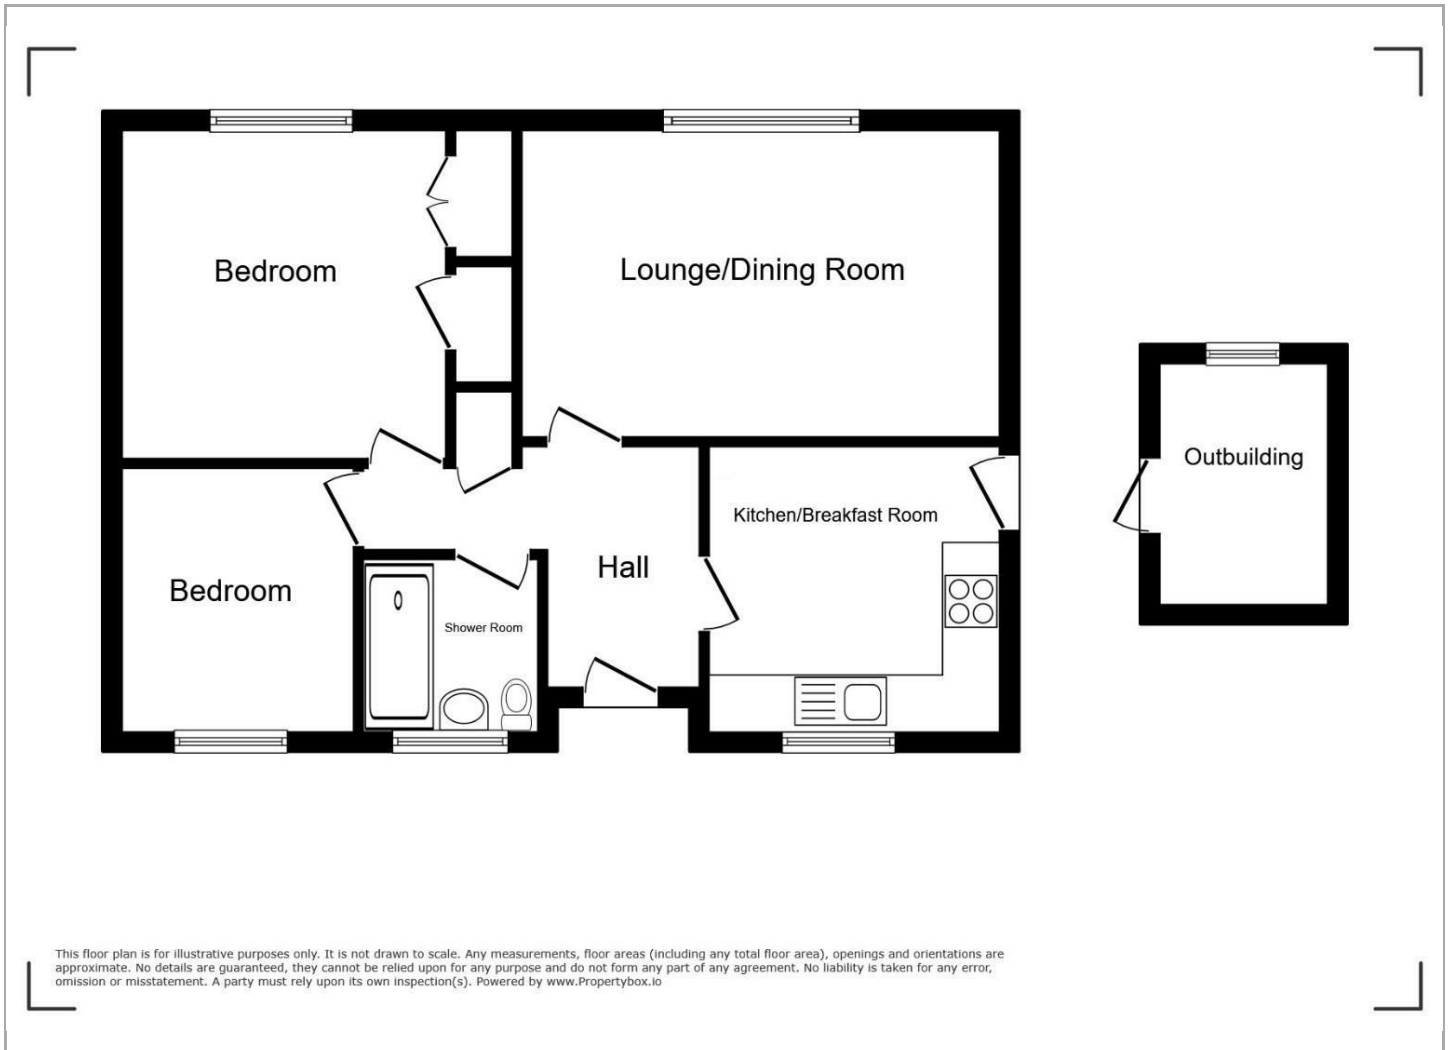 Bedroom
Lounge/Dining Room
Outbuilding
Kitchen/Breakfast Room
Hall
Bedroom
Shower Room
This floor plan is for illustrative purposes only. It is not drawn to scale. Any measurements, floor areas (including any total floor area), openings and orientations are
approximate. No details are guaranteed, they cannot be relied upon for any purpose and do not form any part of any agreement. No liability is taken for any error,
omission or misstatement. A party must rely upon its own inspection(s). Powered by www.Propertybox.io